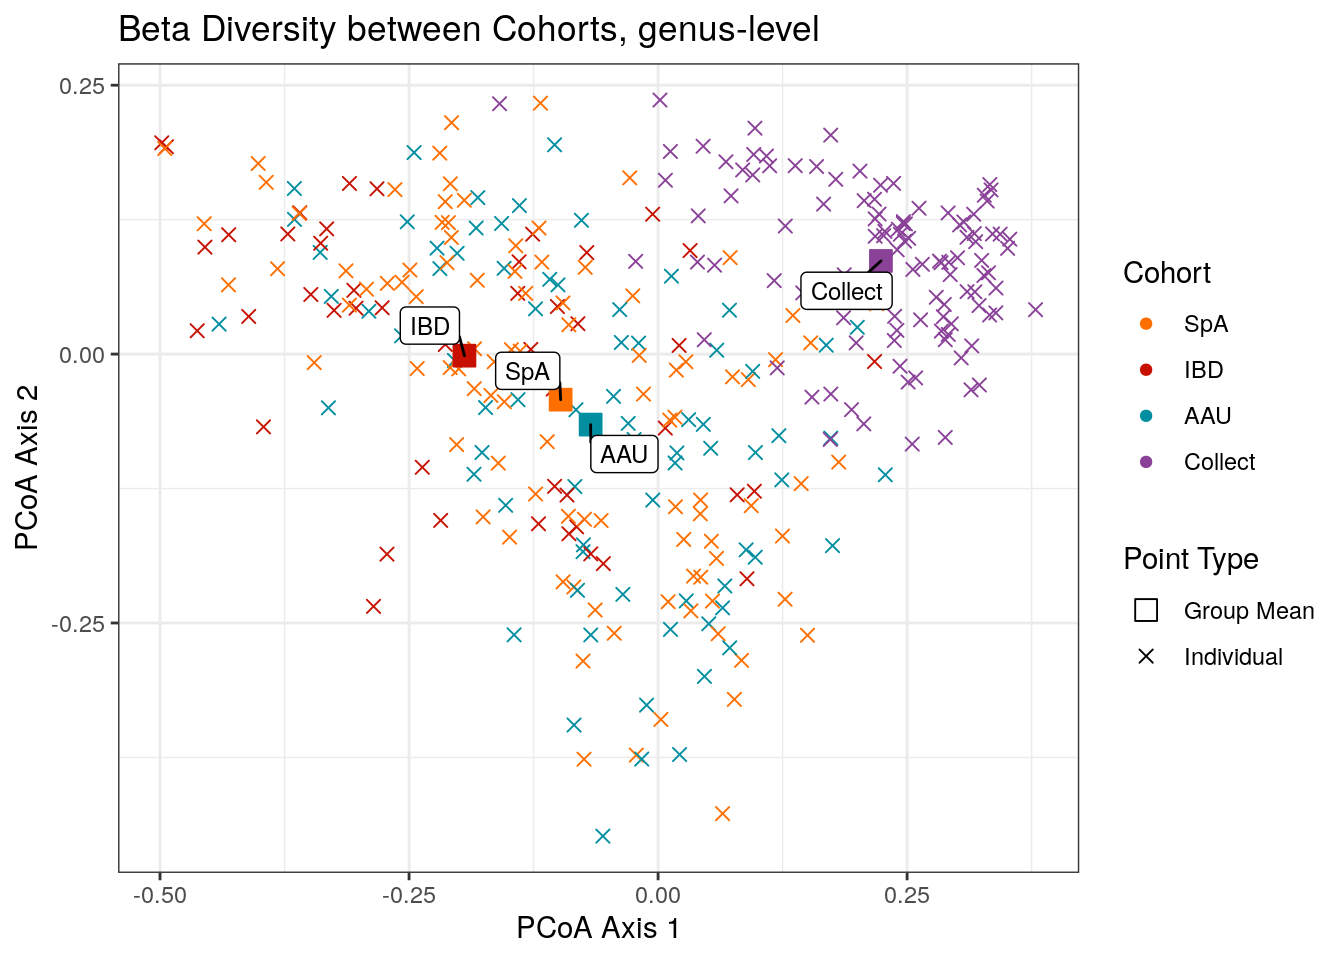 Beta Diversity between Cohorts, genus-level
0.25
0.00
-0.25
PCoA Axis 2
IBD
SpA
AAU
Collect
-0.50
-0.25
0.00
0.25
PCoA Axis 1
Cohort
SpA
IBD
AAU
Collect
Point Type
Group Mean
Individual